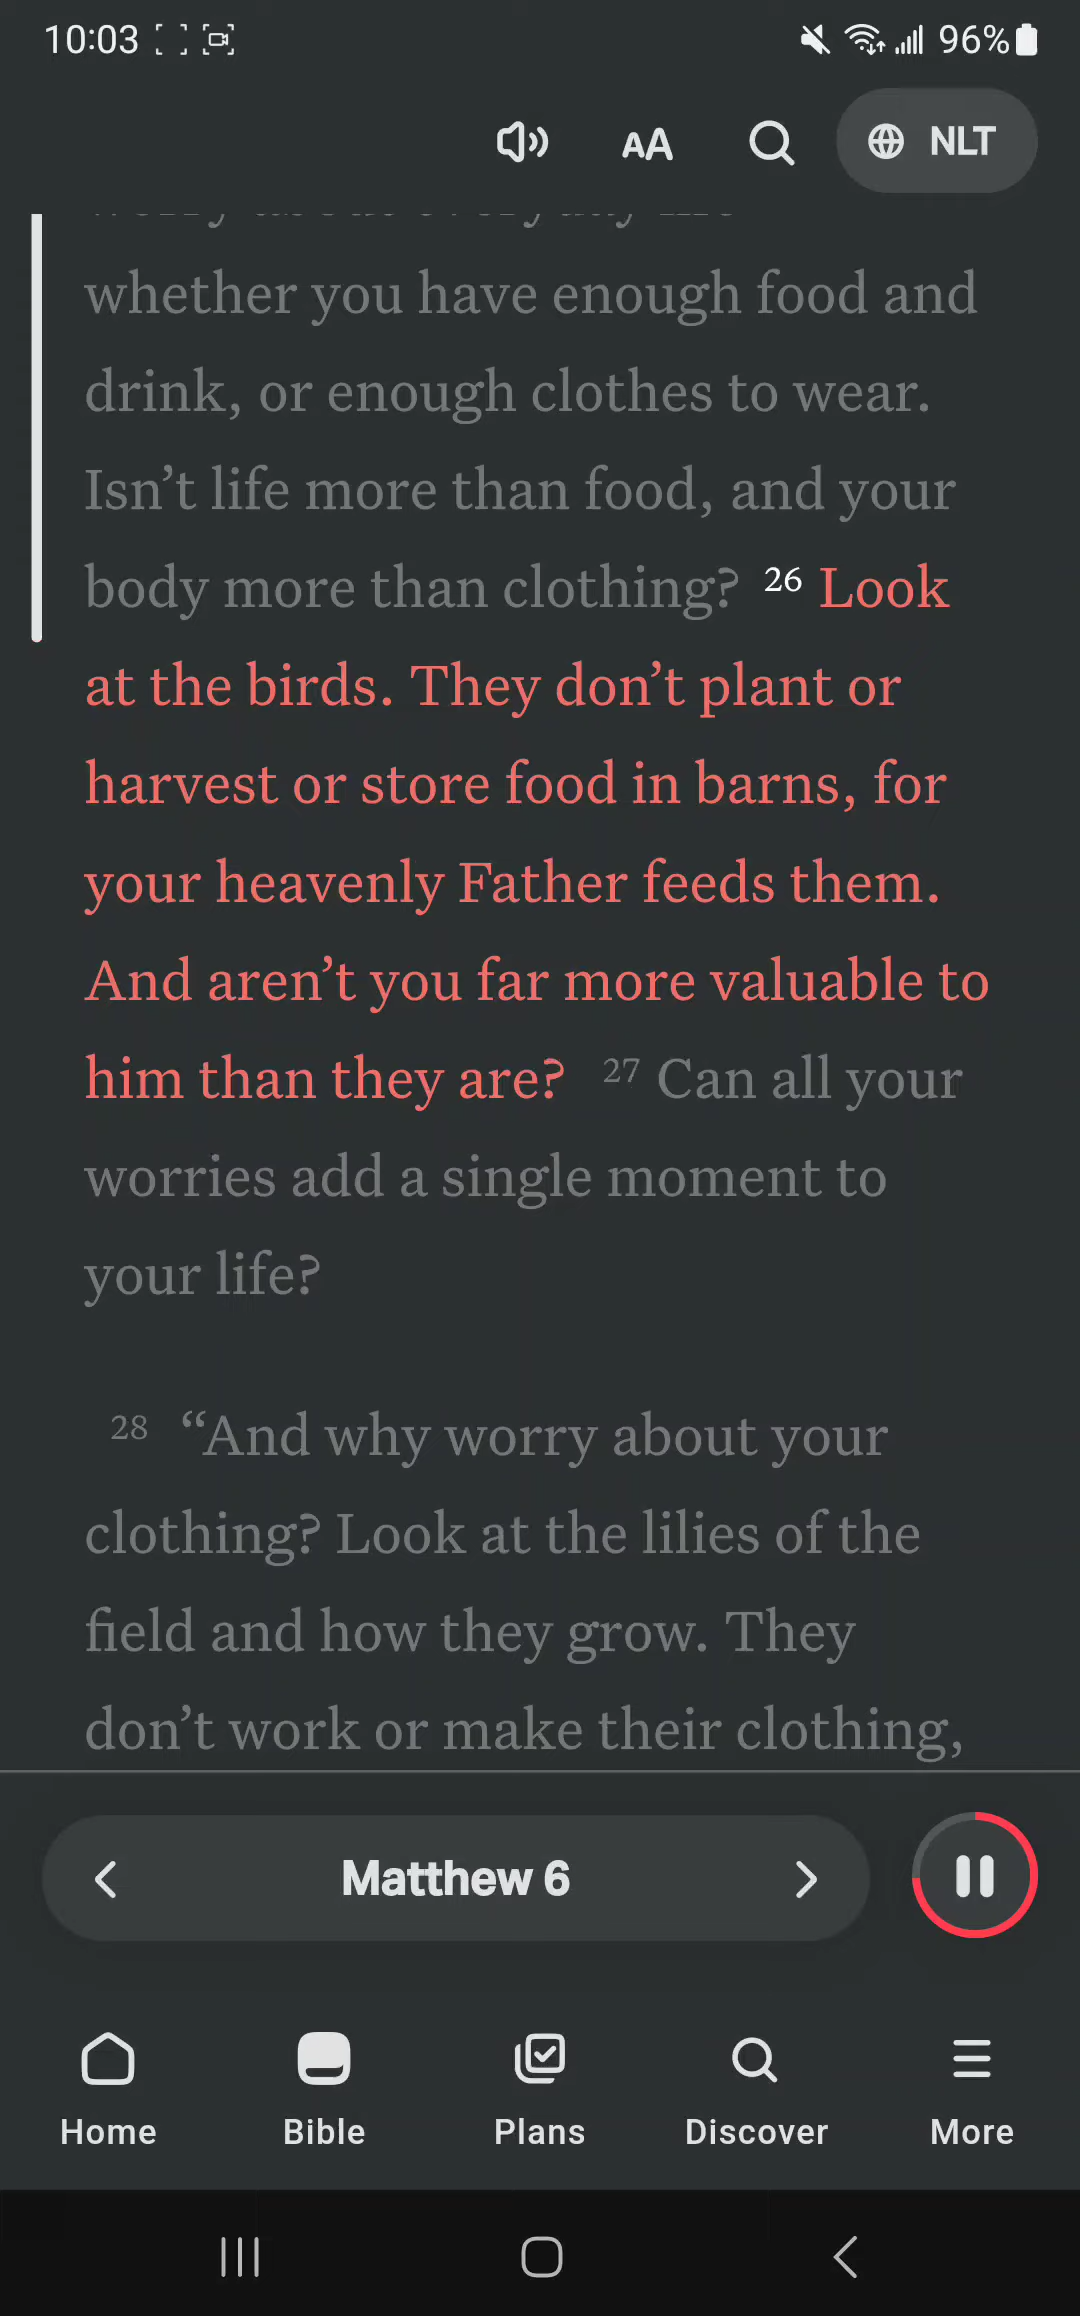 10:03 96%
NLT
whether you have enough food and
drink, or enough clothes to wear.
Isn’t life more than food, and your
body more than clothing? 26 Look
at the birds. They don’t plant or
harvest or store food in barns, for
your heavenly Father feeds them.
And aren’t you far more valuable to
him than they are? 27 Can all your
worries add a single moment to
your life?
28 “And why worry about your
clothing? Look at the lilies of the
field and how they grow. They
don’t work or make their clothing,
Matthew 6
Home Bible Plans Discover More